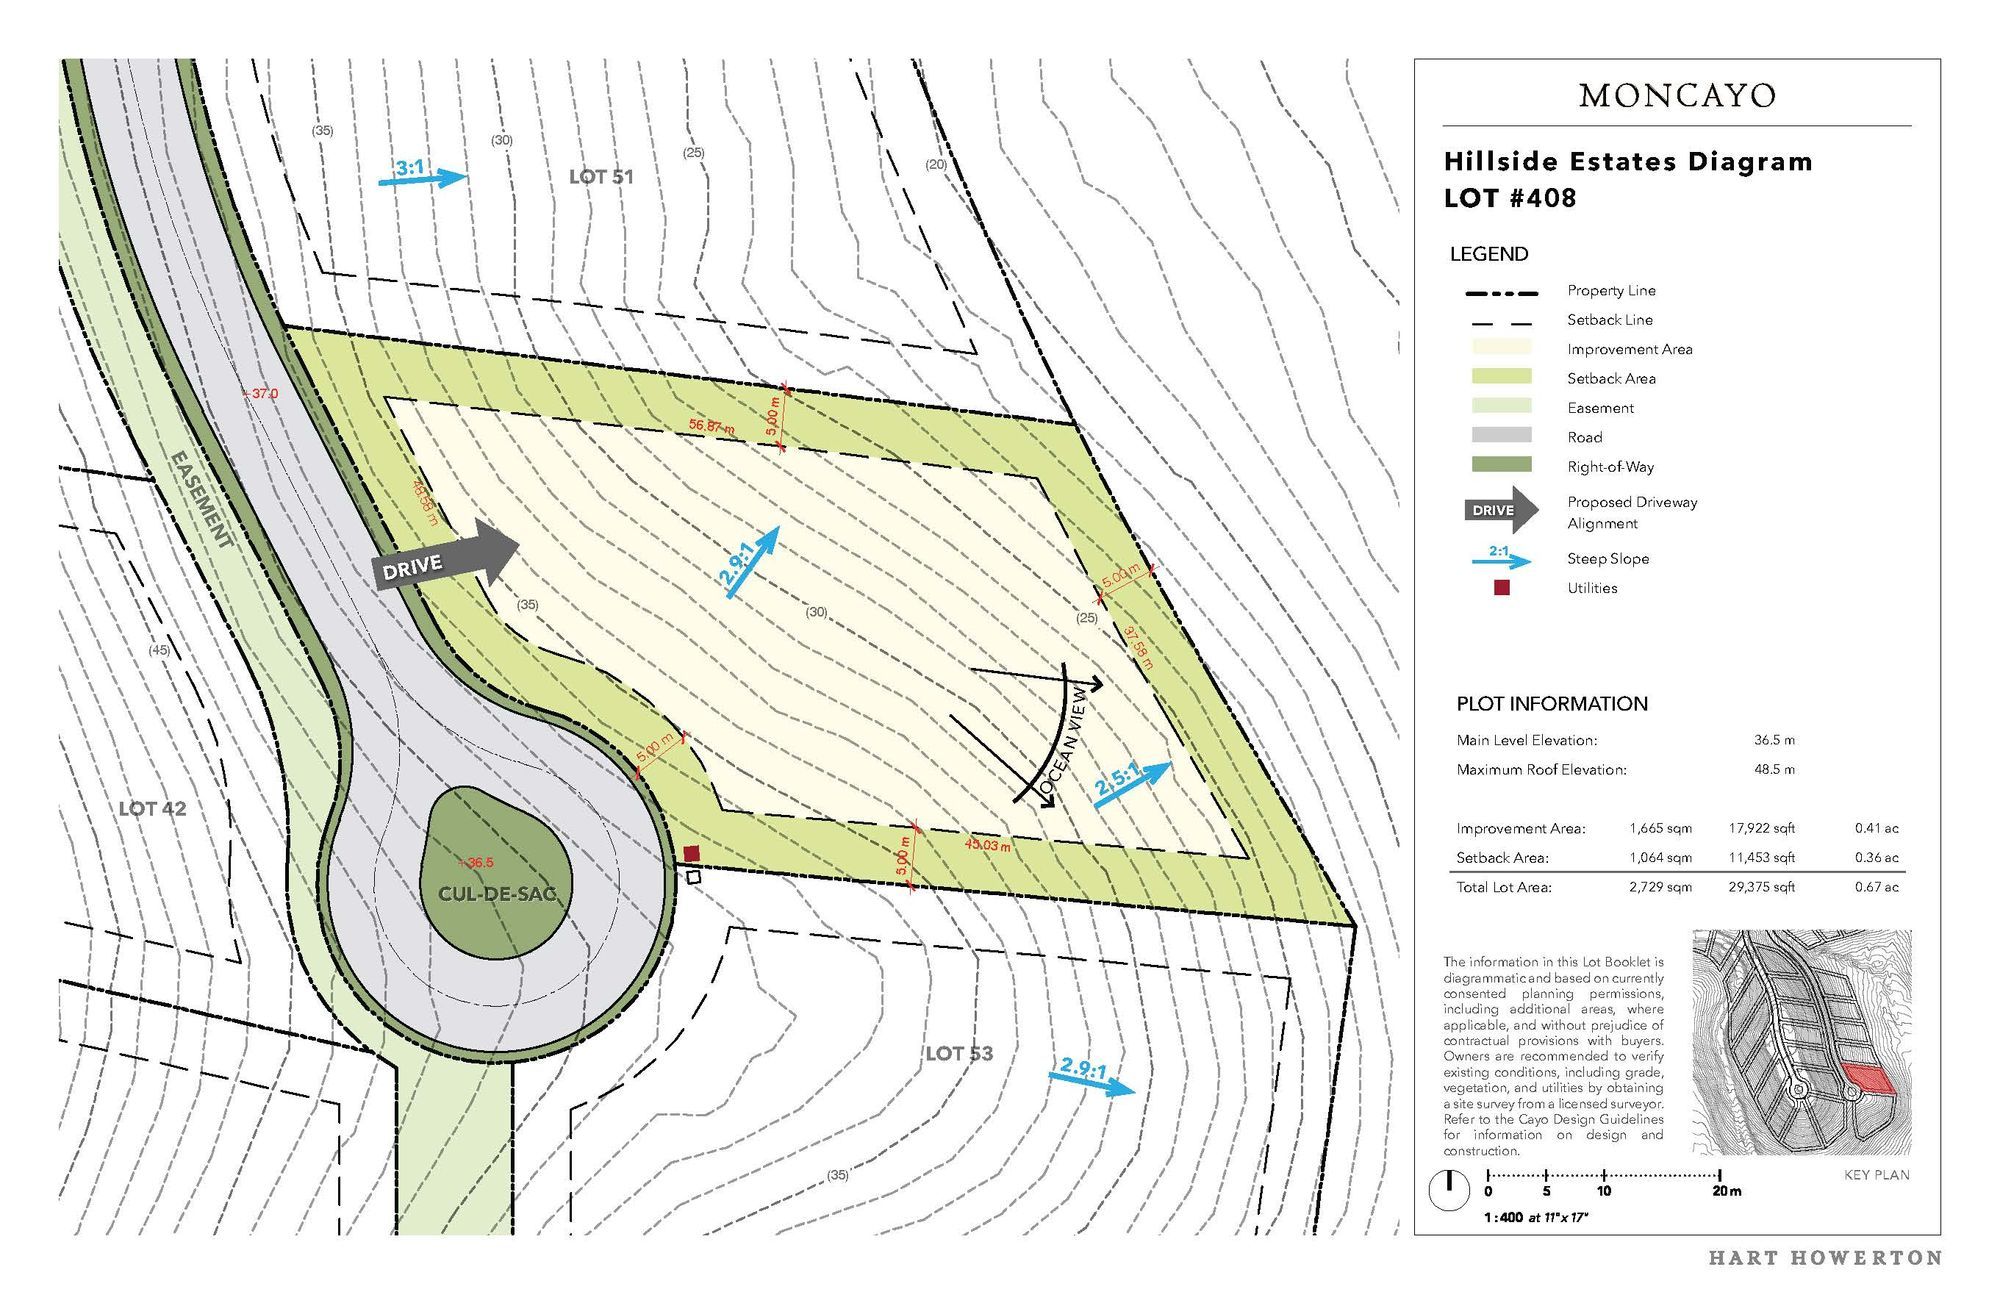 (35)
(30)
(25)
(20)
3:1
LOT 51
+37.0
56.87 m
5.00 m
48.58 m
EASEMENT
DRIVE
2.9:1
5.00 m
(35)
(30)
(25)
37.58 m
(45)
OCEAN VIEW
5.00 m
2.5:1
LOT 42
45.03 m
5.00 m
+36.5
CUL-DE-SAC
LOT 53
2.9:1
(35)
MONCAYO
Hillside Estates Diagram
LOT #408
LEGEND
Property Line
Setback Line
Improvement Area
Setback Area
Easement
Road
Right-of-Way
DRIVE
Proposed Driveway
Alignment
2:1
Steep Slope
Utilities
PLOT INFORMATION
Main Level Elevation: 36.5 m
Maximum Roof Elevation: 48.5 m
Improvement Area: 1,665 sqm 17,922 sqft 0.41 ac
Setback Area: 1,064 sqm 11,453 sqft 0.36 ac
Total Lot Area: 2,729 sqm 29,375 sqft 0.67 ac
The information in this Lot Booklet is
diagrammatic and based on currently
consented planning permissions,
including additional areas, where
applicable, and without prejudice of
contractual provisions with buyers.
Owners are recommended to verify
existing conditions, including grade,
vegetation, and utilities by obtaining
a site survey from a licensed surveyor.
Refer to the Cayo Design Guidelines
for information on design and
construction.
KEY PLAN
0 5 10 20m
1:400 at 11"x 17"
HART HOWERTON